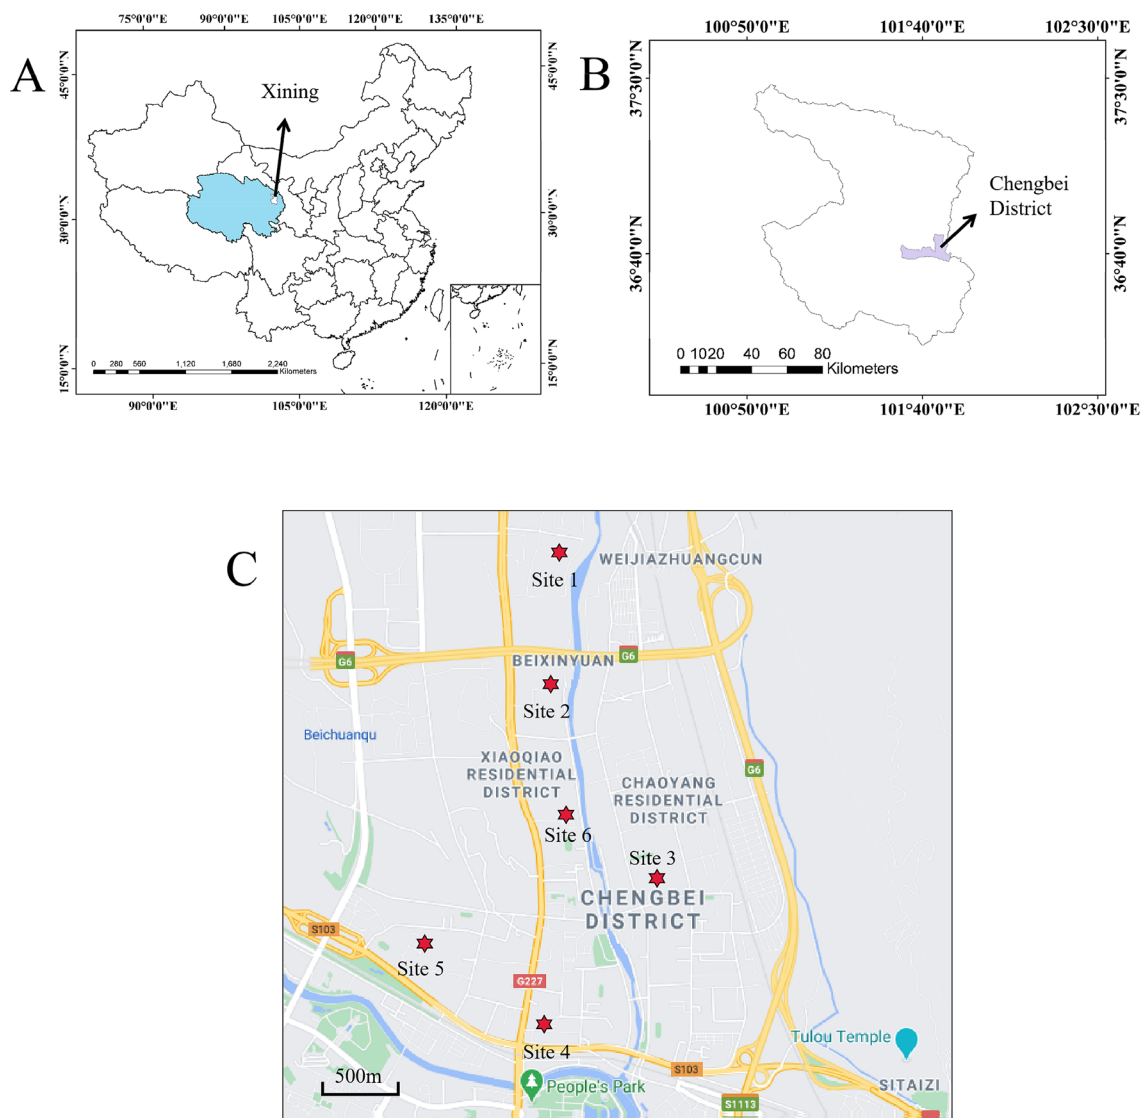 75°0'0"E 90°0'0"E 105°0'0"E 120°0'0"E 135°0'0"E
A
45°0'0"N
45°0'0"N
Xining
30°0'0"N
30°0'0"N
15°0'0"N
15°0'0"N
0 280 560 1,120 1,680 2,240
Kilometers
90°0'0"E 105°0'0"E 120°0'0"E
100°50'0"E 101°40'0"E 102°30'0"E
B
37°30'0"N
37°30'0"N
Chengbei
District
36°40'0"N
36°40'0"N
0 10 20 40 60 80
Kilometers
100°50'0"E 101°40'0"E 102°30'0"E
C
WEIJIAZHUANGCUN
Site 1
G6
G6
BEIXINYUAN
Site 2
Beichuanqu
XIAOQIAO
RESIDENTIAL
DISTRICT
G6
CHAOYANG
RESIDENTIAL
DISTRICT
Site 6
Site 3
CHENGBEI
DISTRICT
S103
Site 5
G227
Site 4
Tulou Temple
S103
500m
People's Park
SITAIZI
S1113